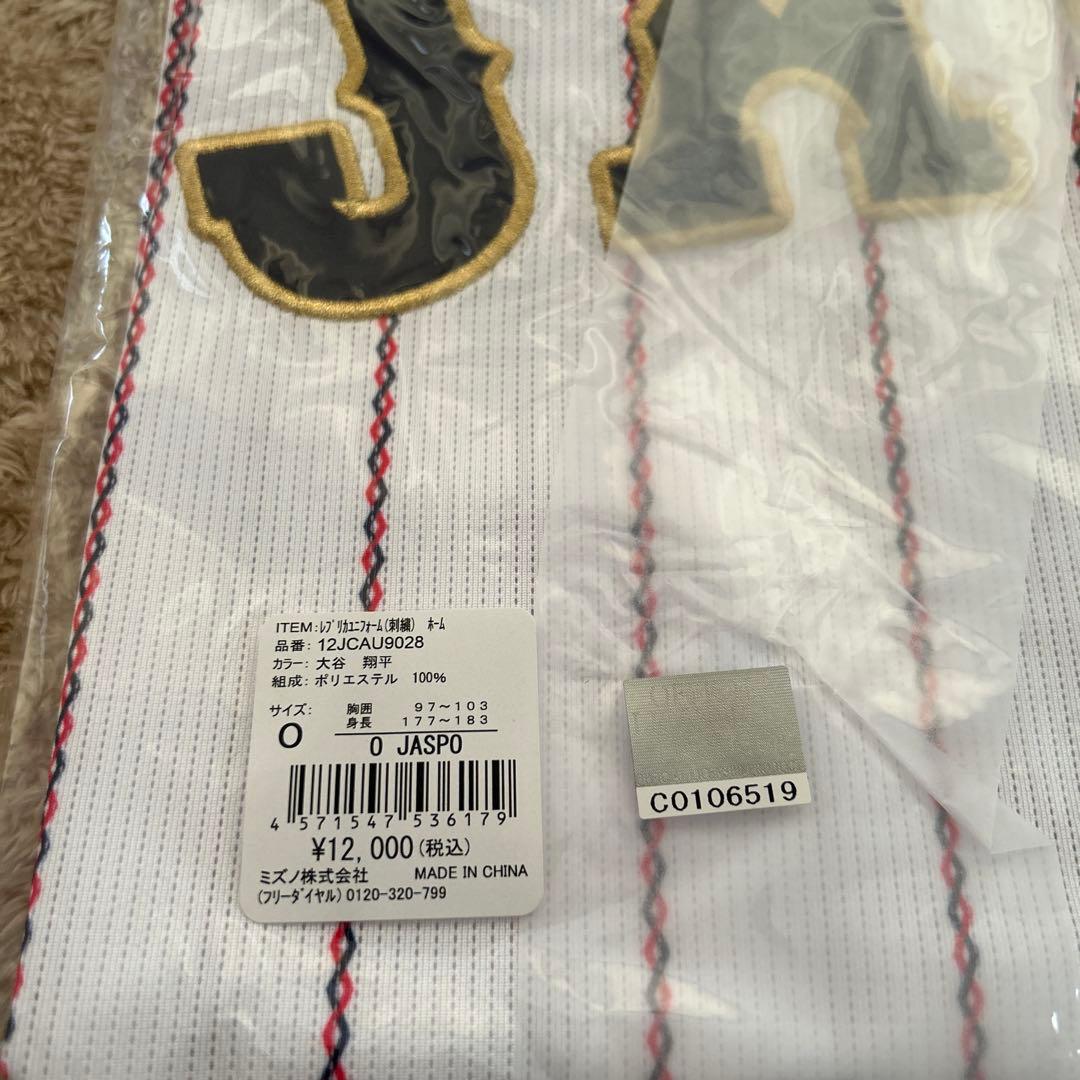 JA
ITEM:ﾚﾌﾟﾘｶﾕﾆﾌｫｰﾑ(刺繍) ﾎｰﾑ
品番: 12JCAU9028
カラー: 大谷 翔平
組成: ポリエステル 100%
サイズ: 胸囲 97～103
身長 177～183
O
O JASPO
4 571547 536179
¥12,000(税込)
ミズノ株式会社 MADE IN CHINA
(フリーダイヤル) 0120-320-799
C0106519